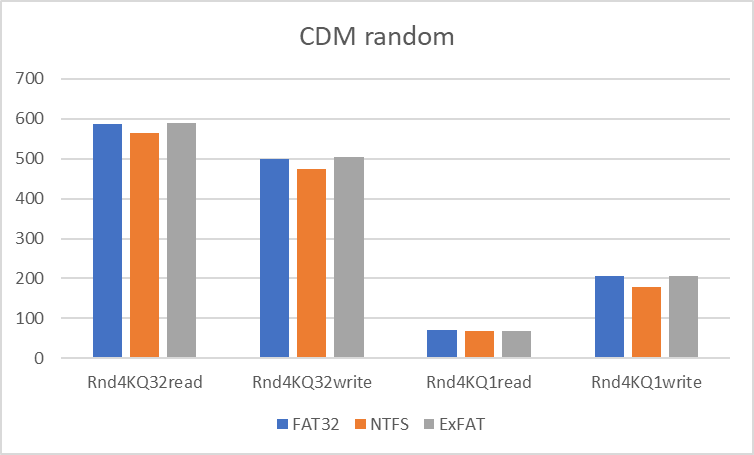 CDM random
700
600
500
400
300
200
100
0
Rnd4KQ32read Rnd4KQ32write Rnd4KQ1read Rnd4KQ1write
FAT32 NTFS ExFAT